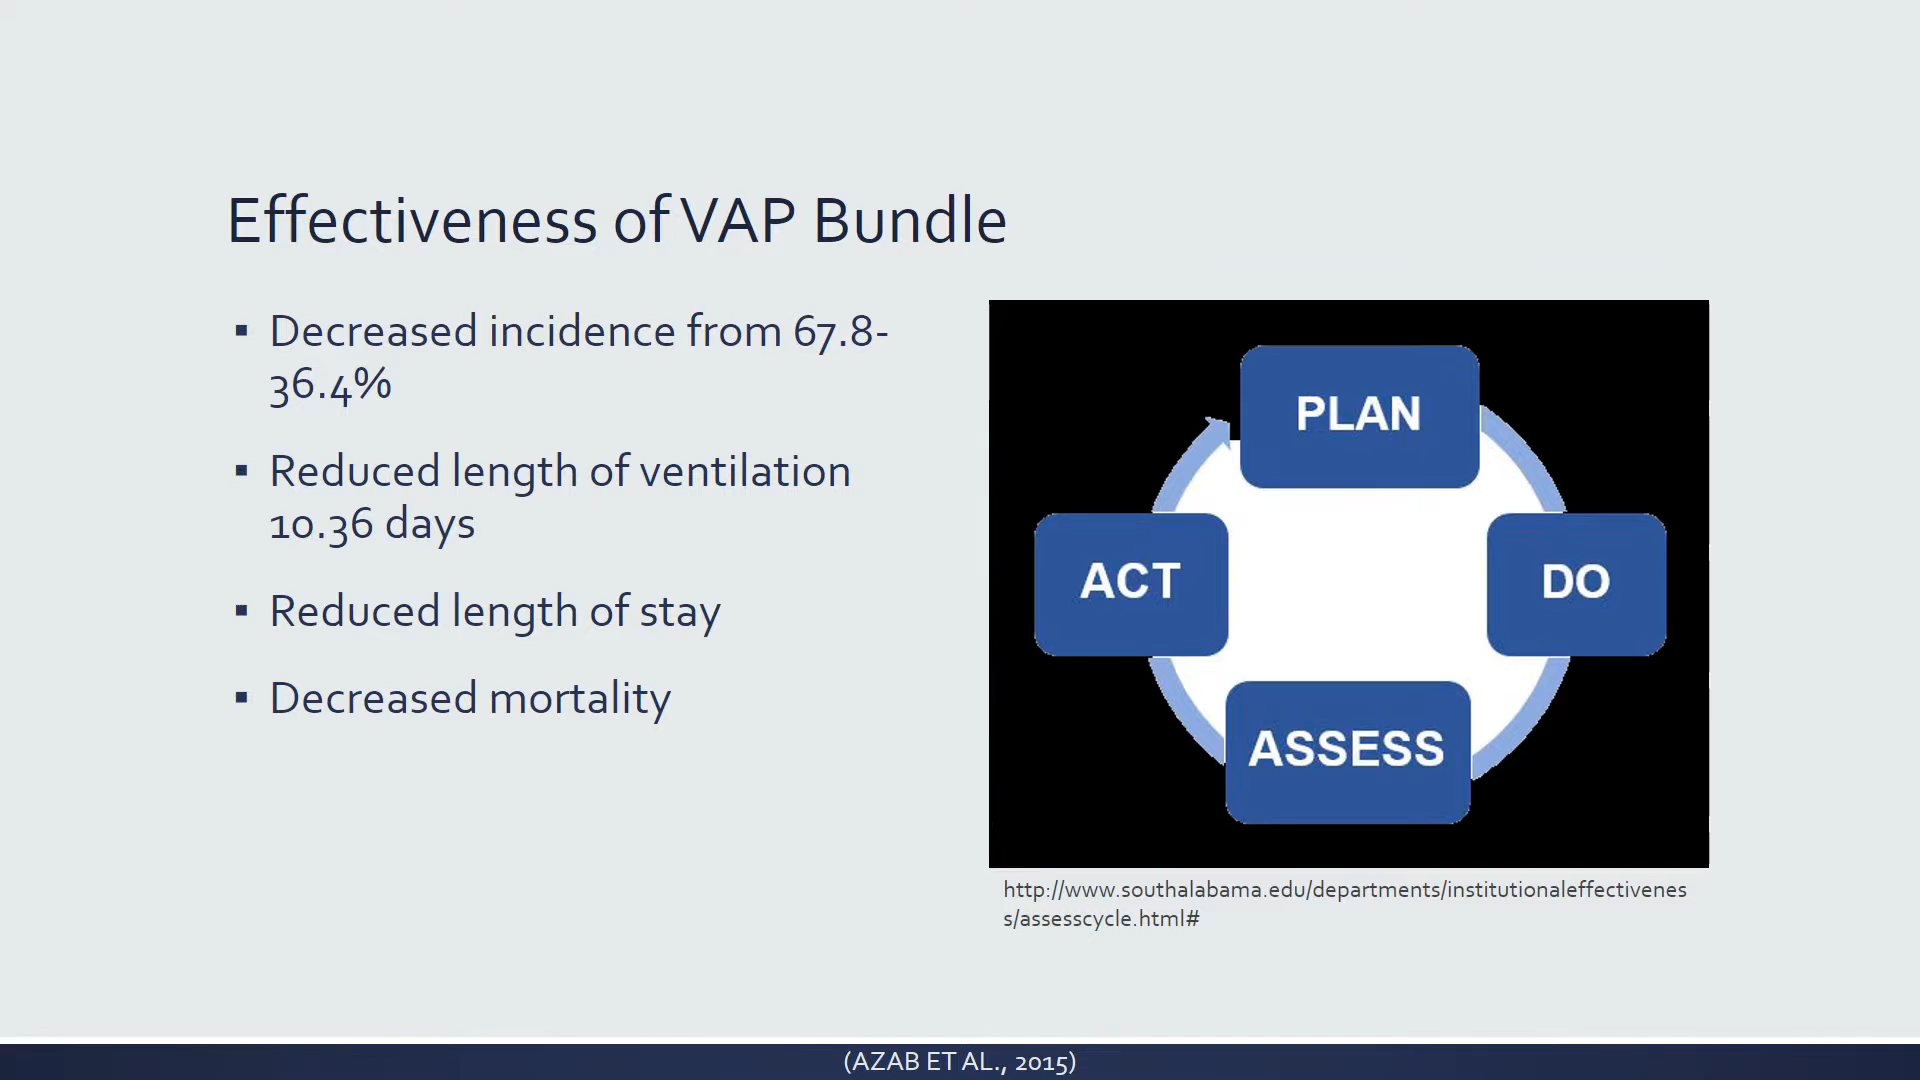 Effectiveness of VAP Bundle
▪ Decreased incidence from 67.8-
36.4%
▪ Reduced length of ventilation
10.36 days
▪ Reduced length of stay
▪ Decreased mortality
PLAN
ACT
DO
ASSESS
http://www.southalabama.edu/departments/institutionaleffectivenes
s/assesscycle.html#
(AZAB ET AL., 2015)